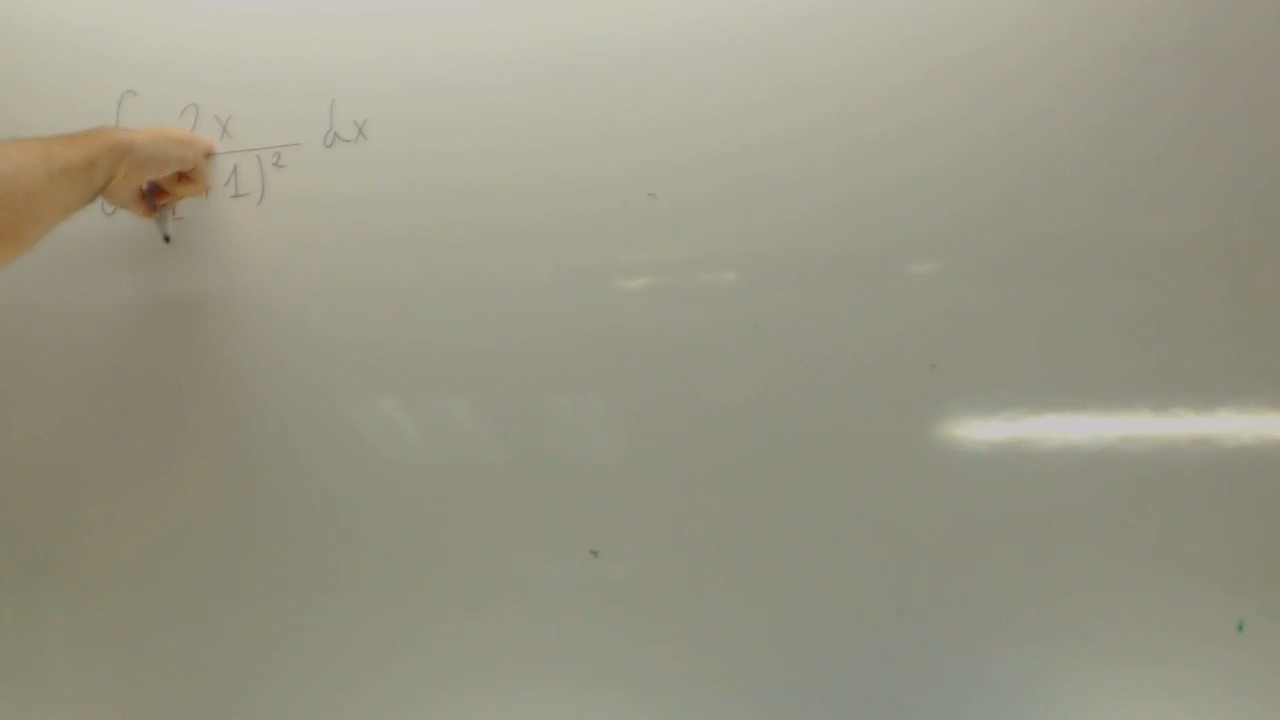 ∫ 2x / 1)² dx